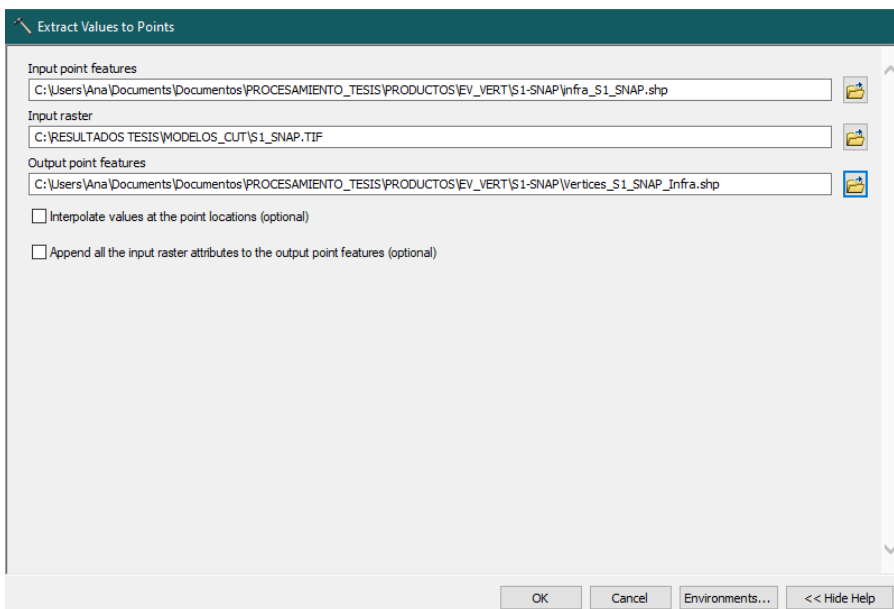 Extract Values to Points
Input point features
C:\Users\Ana\Documents\Documentos\PROCESAMIENTO_TESIS\PRODUCTOS\EV_VERT\S1-SNAP\infra_S1_SNAP.shp
Input raster
C:\RESULTADOS TESIS\MODELOS_CUT\S1_SNAP.TIF
Output point features
C:\Users\Ana\Documents\Documentos\PROCESAMIENTO_TESIS\PRODUCTOS\EV_VERT\S1-SNAP\Vertices_S1_SNAP_Infra.shp
Interpolate values at the point locations (optional)
Append all the input raster attributes to the output point features (optional)
OK Cancel Environments... << Hide Help